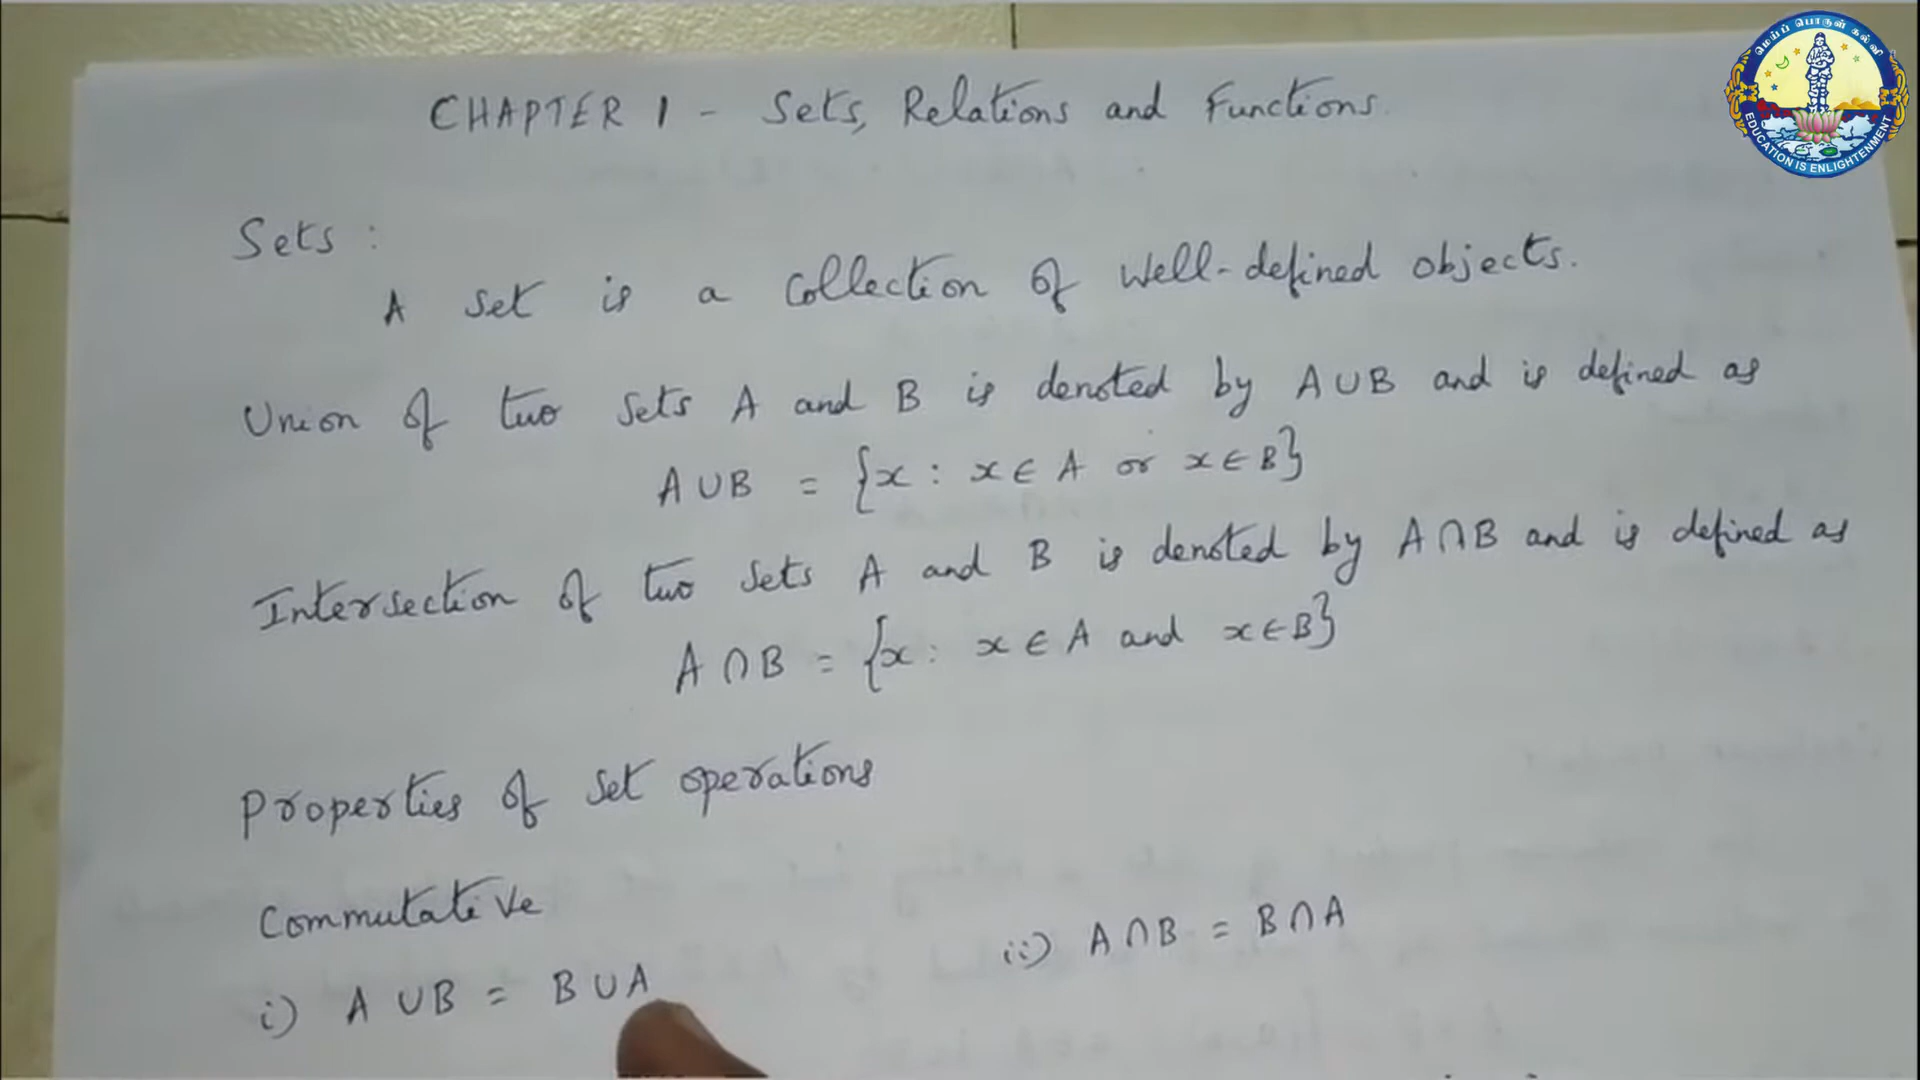 CHAPTER 1 - Sets, Relations and Functions.
மெய்ப் பொருள் கல்வி
EDUCATION IS ENLIGHTENMENT
Sets :
A set is a collection of well-defined objects.
Union of two sets A and B is denoted by A ∪ B and is defined as
A ∪ B = {x : x ∈ A or x ∈ B}
Intersection of two sets A and B is denoted by A ∩ B and is defined as
A ∩ B = {x : x ∈ A and x ∈ B}
Properties of set operations
Commutative
i) A ∪ B = B ∪ A ii) A ∩ B = B ∩ A